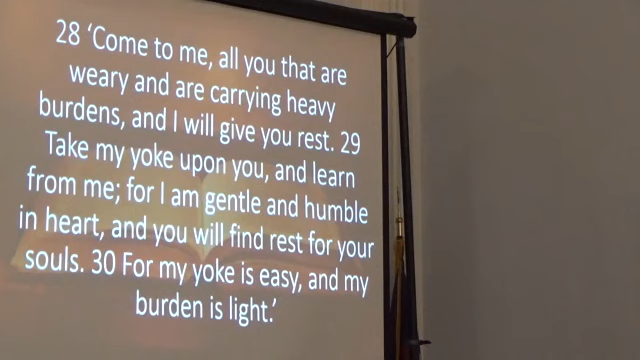 28 ‘Come to me, all you that are
weary and are carrying heavy
burdens, and I will give you rest. 29
Take my yoke upon you, and learn
from me; for I am gentle and humble
in heart, and you will find rest for your
souls. 30 For my yoke is easy, and my
burden is light.’